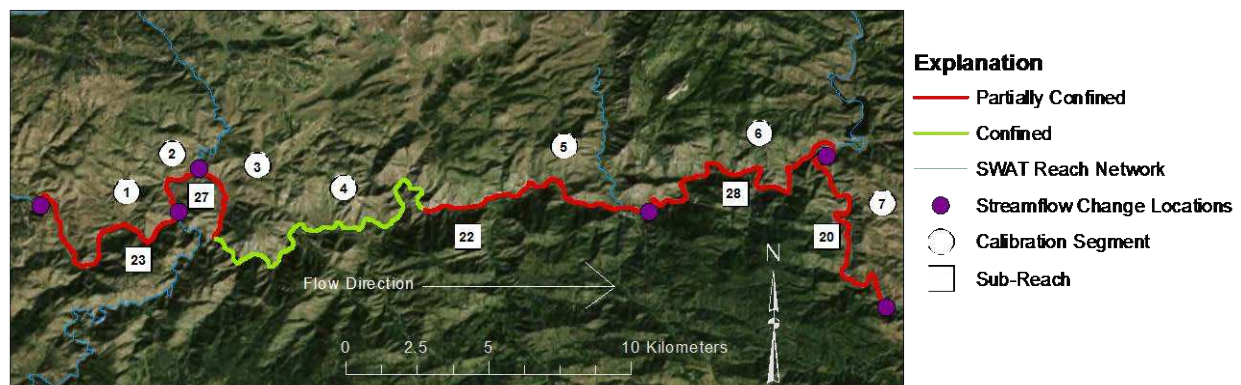 Explanation
Partially Confined
Confined
SWAT Reach Network
Streamflow Change Locations
Calibration Segment
Sub-Reach
1
2
3
4
5
6
7
23
27
22
28
20
Flow Direction
N
0 2.5 5 10 Kilometers